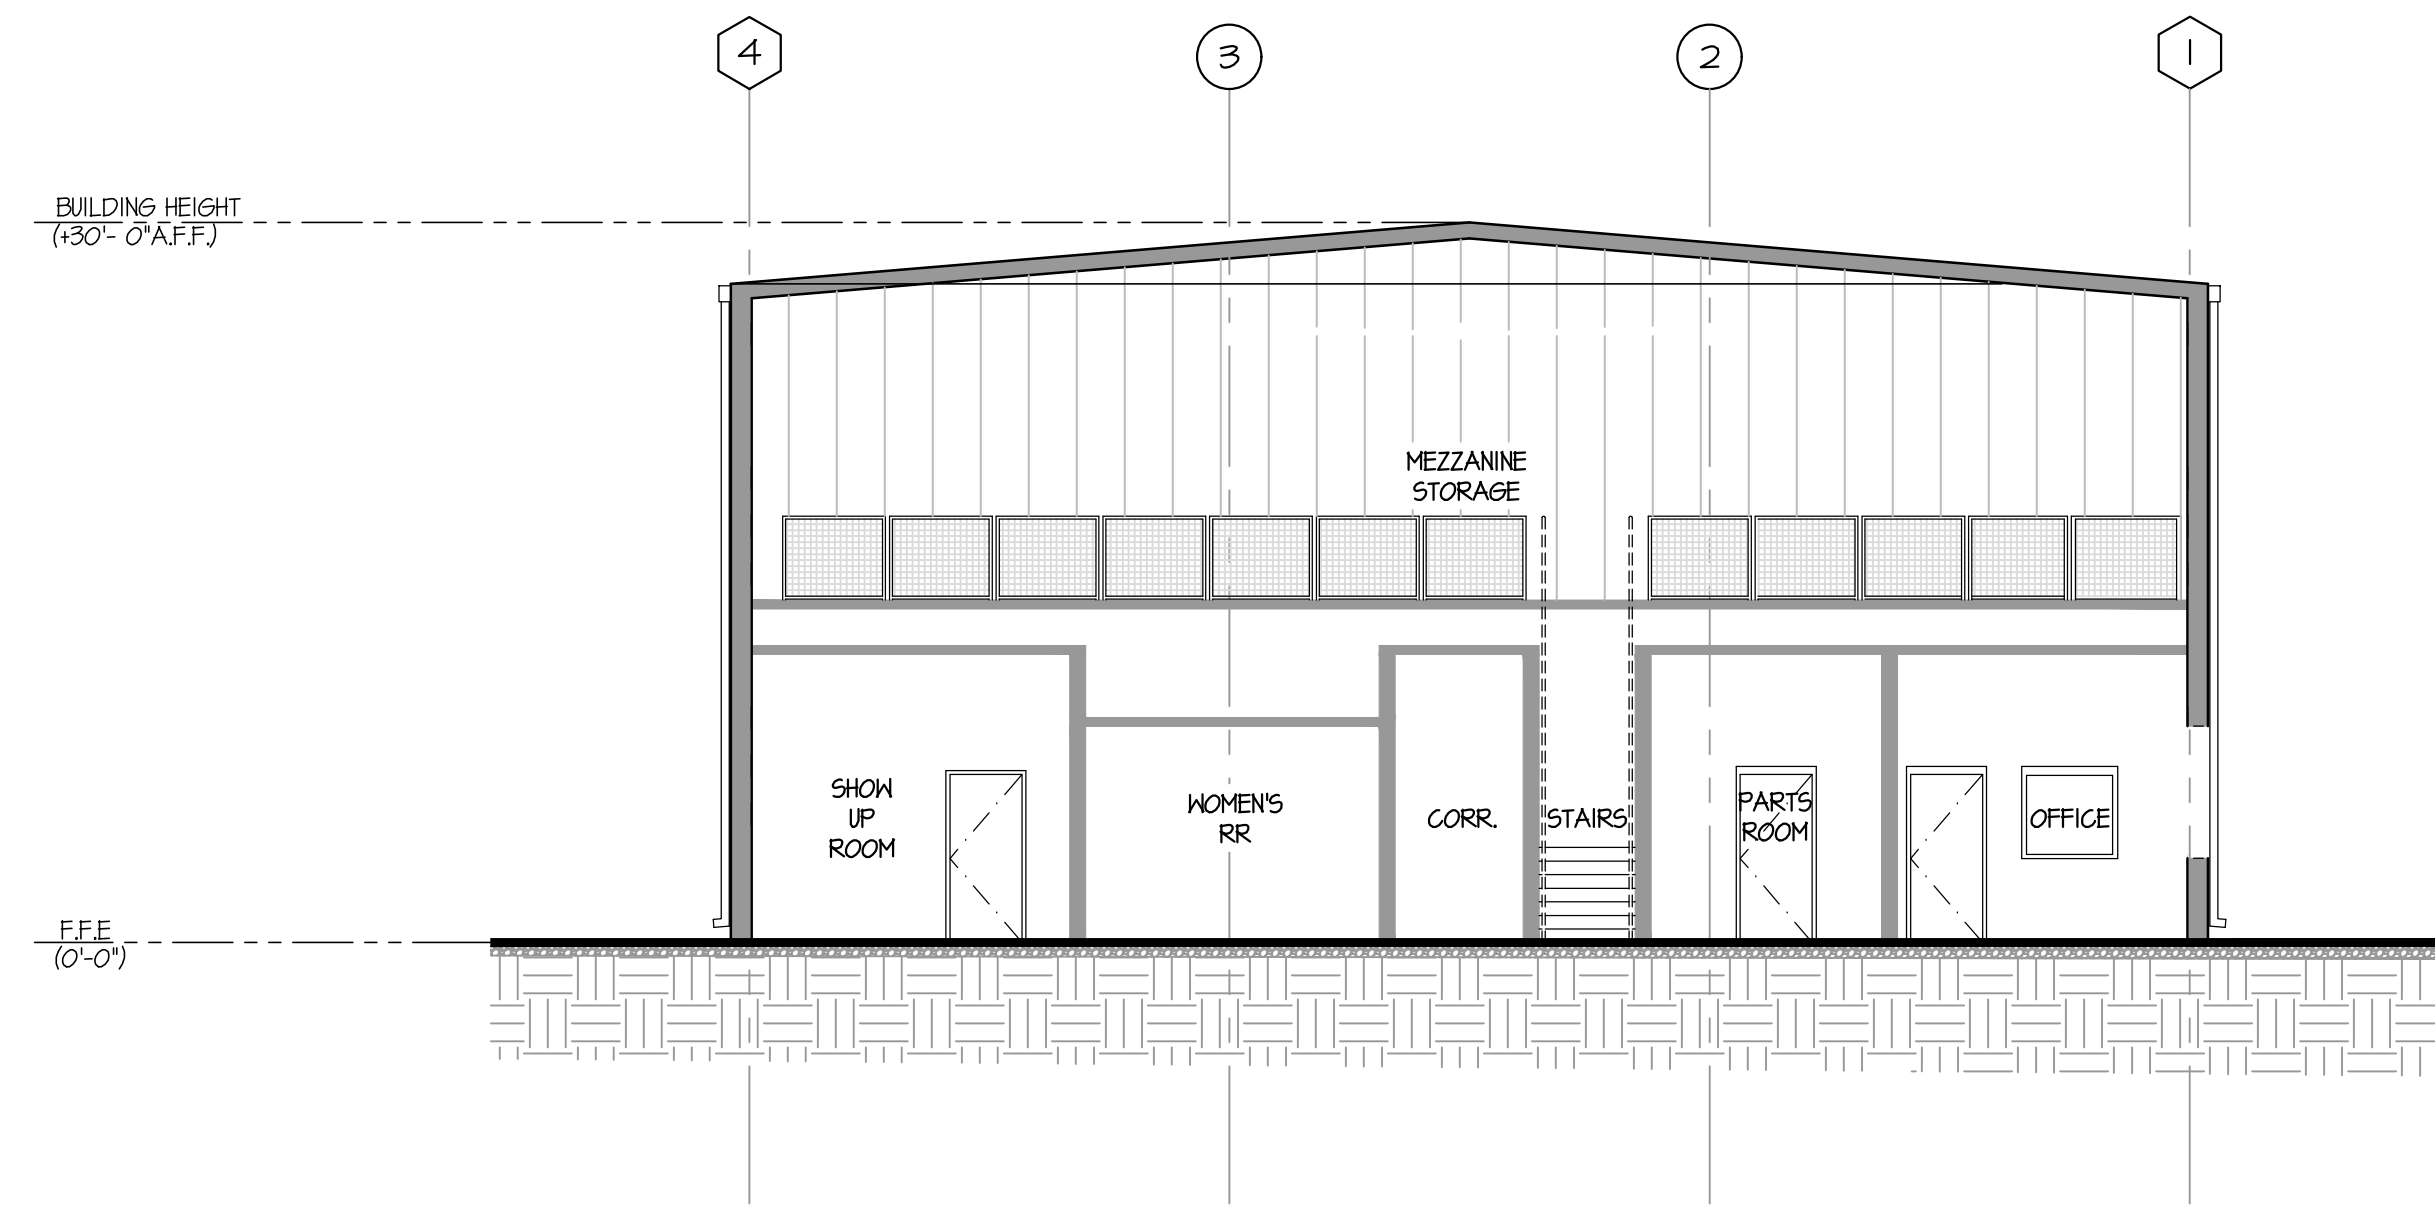 4
3
2
1
BUILDING HEIGHT
(+30'- 0"A.F.F.)
MEZZANINE
STORAGE
SHOW
UP
ROOM
WOMEN'S
RR
CORR.
STAIRS
PARTS
ROOM
OFFICE
F.F.E
(0'-0")